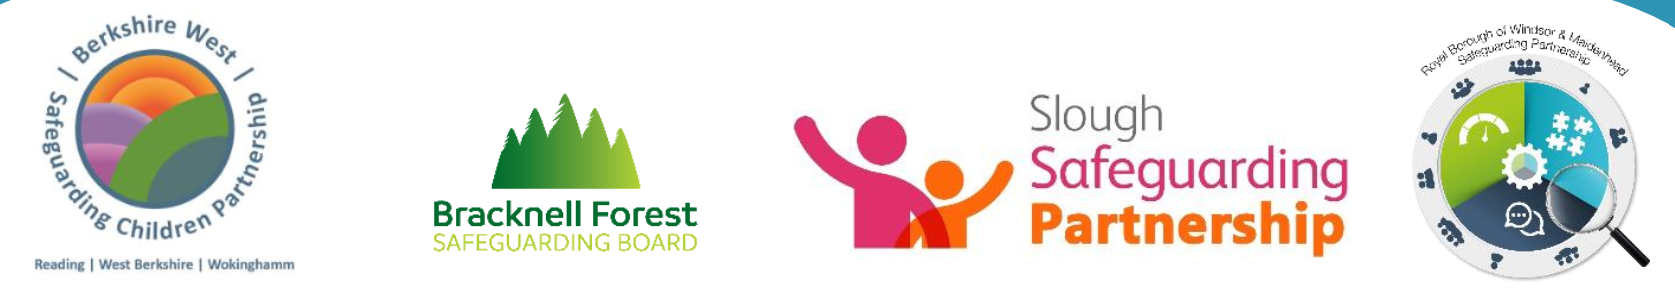 | Berkshire West |
Safeguarding Children Partnership
Reading | West Berkshire | Wokinghamm
Bracknell Forest
SAFEGUARDING BOARD
Slough
Safeguarding
Partnership
Royal Borough of Windsor & Maidenhead
Safeguarding Partnership